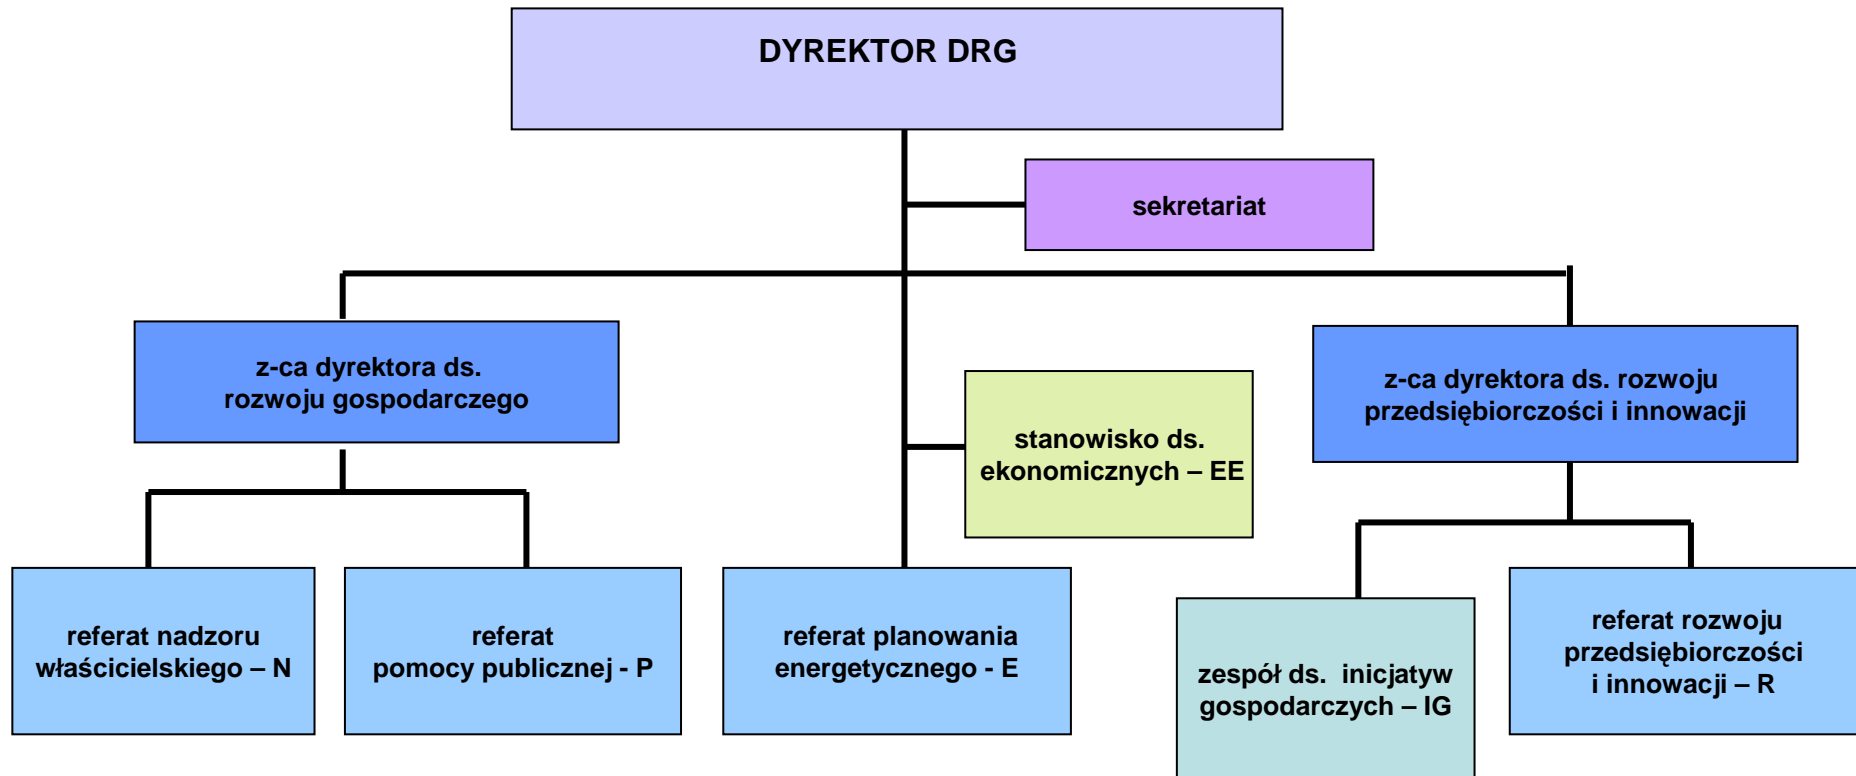 DYREKTOR DRG
sekretariat
z-ca dyrektora ds.
rozwoju gospodarczego
z-ca dyrektora ds. rozwoju
przedsiębiorczości i innowacji
stanowisko ds.
ekonomicznych – EE
referat nadzoru
właścicielskiego – N
referat
pomocy publicznej - P
referat planowania
energetycznego - E
zespół ds. inicjatyw
gospodarczych – IG
referat rozwoju
przedsiębiorczości
i innowacji – R